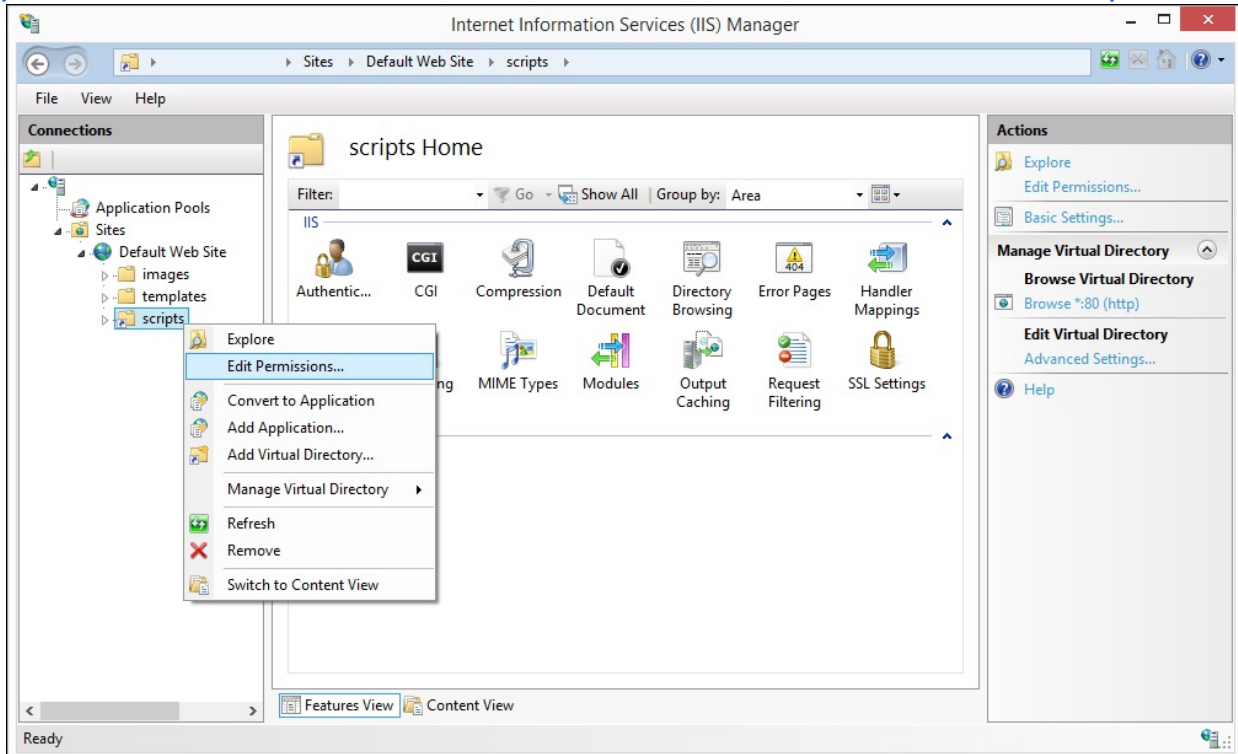 Internet Information Services (IIS) Manager
Sites Default Web Site scripts
File View Help
Connections
Application Pools
Sites
Default Web Site
images
templates
scripts
Explore
Edit Permissions...
Convert to Application
Add Application...
Add Virtual Directory...
Manage Virtual Directory
Refresh
Remove
Switch to Content View
scripts Home
Filter: Go Show All Group by: Area
IIS
CGI
404
Authentic... CGI Compression Default Document Directory Browsing Error Pages Handler Mappings
ng MIME Types Modules Output Caching Request Filtering SSL Settings
Features View Content View
Actions
Explore
Edit Permissions...
Basic Settings...
Manage Virtual Directory
Browse Virtual Directory
Browse *:80 (http)
Edit Virtual Directory
Advanced Settings...
Help
Ready